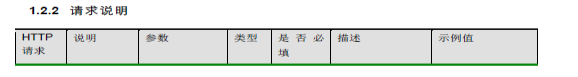 1.2.2 请求说明
HTTP 说明 参数 类型 是否必 描述 示例值
请求 填